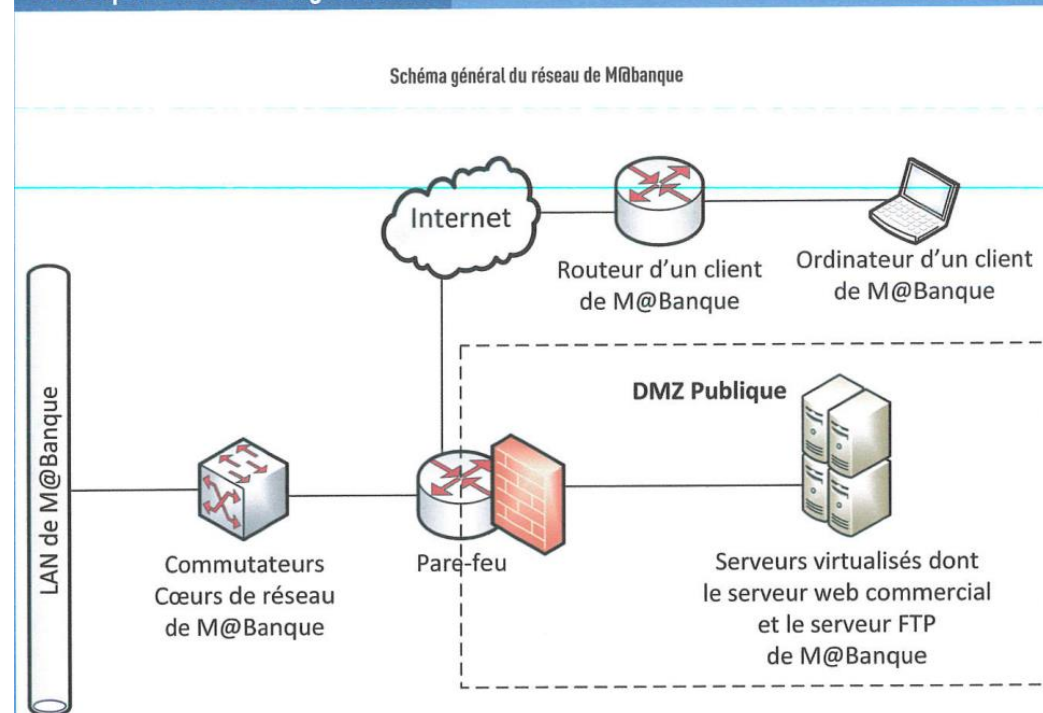 Schéma général du réseau de M@banque
Internet
Routeur d'un client
de M@Banque
Ordinateur d'un client
de M@Banque
LAN de M@Banque
DMZ Publique
Commutateurs
Cœurs de réseau
de M@Banque
Pare-feu
Serveurs virtualisés dont
le serveur web commercial
et le serveur FTP
de M@Banque